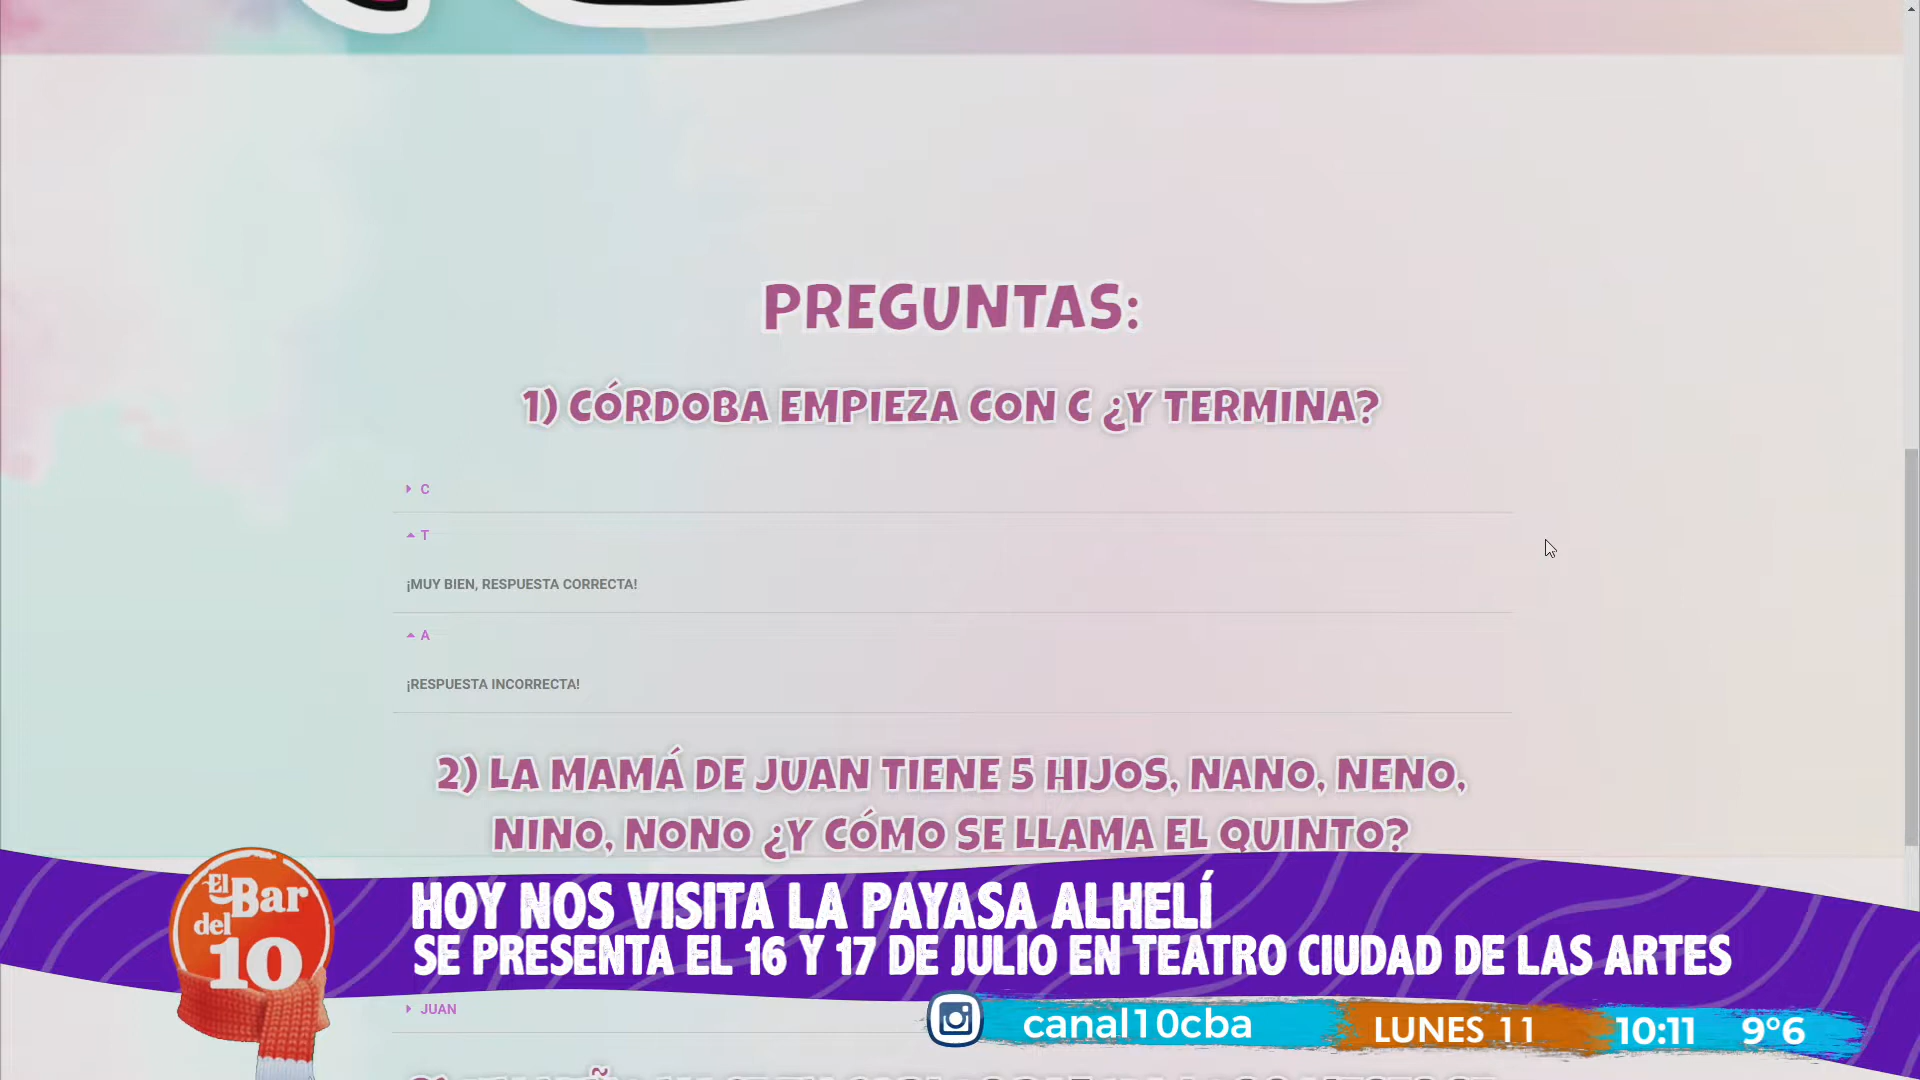 PREGUNTAS:
1) CÓRDOBA EMPIEZA CON C ¿Y TERMINA?
C
T
¡MUY BIEN, RESPUESTA CORRECTA!
A
¡RESPUESTA INCORRECTA!
2) LA MAMÁ DE JUAN TIENE 5 HIJOS, NANO, NENO,
NINO, NONO ¿Y CÓMO SE LLAMA EL QUINTO?
El Bar
del
10
HOY NOS VISITA LA PAYASA ALHELÍ
SE PRESENTA EL 16 Y 17 DE JULIO EN TEATRO CIUDAD DE LAS ARTES
JUAN
canal10cba
LUNES 11
10:11
9°6